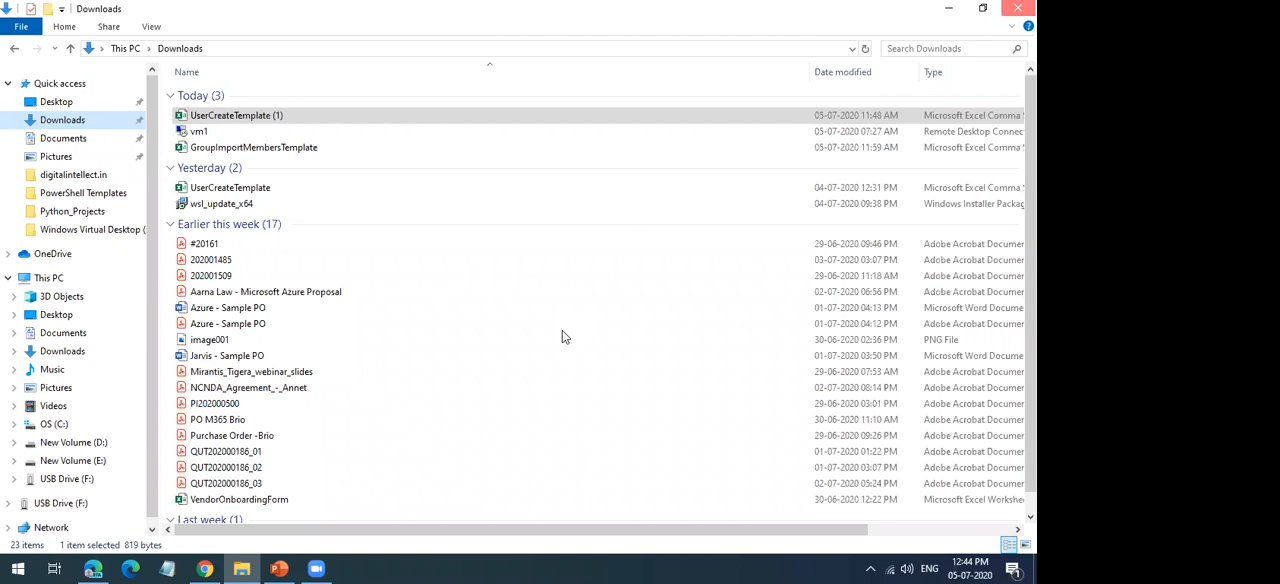 Downloads
File Home Share View
This PC Downloads Search Downloads
Name Date modified Type
Quick access
Desktop
Downloads
Documents
Pictures
digitalintellect.in
PowerShell Templates
Python_Projects
Windows Virtual Desktop (
OneDrive
This PC
3D Objects
Desktop
Documents
Downloads
Music
Pictures
Videos
OS (C:)
New Volume (D:)
New Volume (E:)
USB Drive (F:)
USB Drive (F:)
Network
Today (3)
UserCreateTemplate (1) 05-07-2020 11:48 AM Microsoft Excel Comma S
vm1 05-07-2020 07:27 AM Remote Desktop Connec
GroupImportMembersTemplate 05-07-2020 11:59 AM Microsoft Excel Comma S
Yesterday (2)
UserCreateTemplate 04-07-2020 12:31 PM Microsoft Excel Comma S
wsl_update_x64 04-07-2020 09:38 PM Windows Installer Packag
Earlier this week (17)
#20161 29-06-2020 09:46 PM Adobe Acrobat Documen
202001485 03-07-2020 03:07 PM Adobe Acrobat Documen
202001509 29-06-2020 11:18 AM Adobe Acrobat Documen
Aarna Law - Microsoft Azure Proposal 02-07-2020 06:56 PM Adobe Acrobat Documen
Azure - Sample PO 01-07-2020 04:13 PM Microsoft Word Docume
Azure - Sample PO 01-07-2020 04:12 PM Adobe Acrobat Documen
image001 30-06-2020 02:36 PM PNG File
Jarvis - Sample PO 01-07-2020 03:50 PM Microsoft Word Docume
Mirantis_Tigera_webinar_slides 29-06-2020 07:53 AM Adobe Acrobat Documen
NCNDA_Agreement_-_Annet 02-07-2020 08:14 PM Adobe Acrobat Documen
PI202000500 29-06-2020 03:01 PM Adobe Acrobat Documen
PO M365 Brio 30-06-2020 11:10 AM Adobe Acrobat Documen
Purchase Order -Brio 29-06-2020 09:26 PM Adobe Acrobat Documen
QUT202000186_01 01-07-2020 01:22 PM Adobe Acrobat Documen
QUT202000186_02 01-07-2020 03:07 PM Adobe Acrobat Documen
QUT202000186_03 02-07-2020 05:24 PM Adobe Acrobat Documen
VendorOnboardingForm 30-06-2020 12:22 PM Microsoft Excel Workshe
Last week (1)
23 items 1 item selected 819 bytes
ENG 12:44 PM
05-07-2020
1